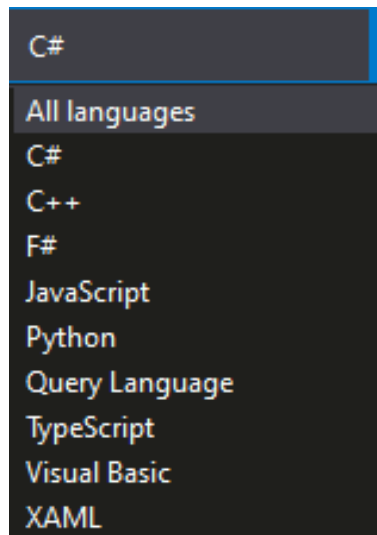 C#
All languages
C#
C++
F#
JavaScript
Python
Query Language
TypeScript
Visual Basic
XAML